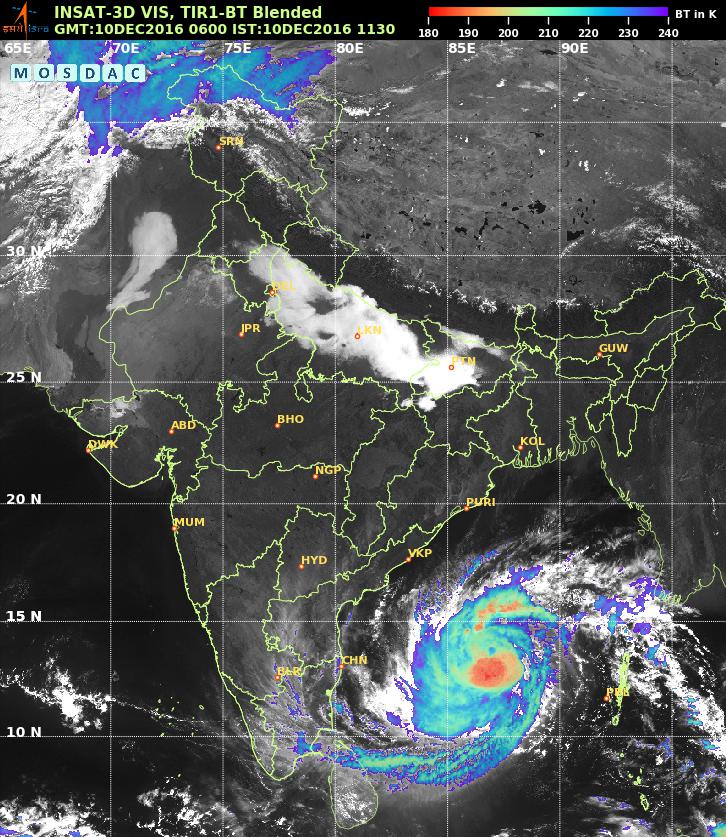 INSAT-3D VIS, TIR1-BT Blended
GMT:10DEC2016 0600 IST:10DEC2016 1130
BT in K
180 190 200 210 220 230 240
65E 70E 75E 80E 85E 90E
MOSDAC
SRN
30 N
DEL
JPR
LKN
PTN
GUW
25 N
ABD
BHO
DWK
KOL
NGP
20 N
PURI
MUM
HYD
VKP
15 N
CHN
BLR
PBL
10 N